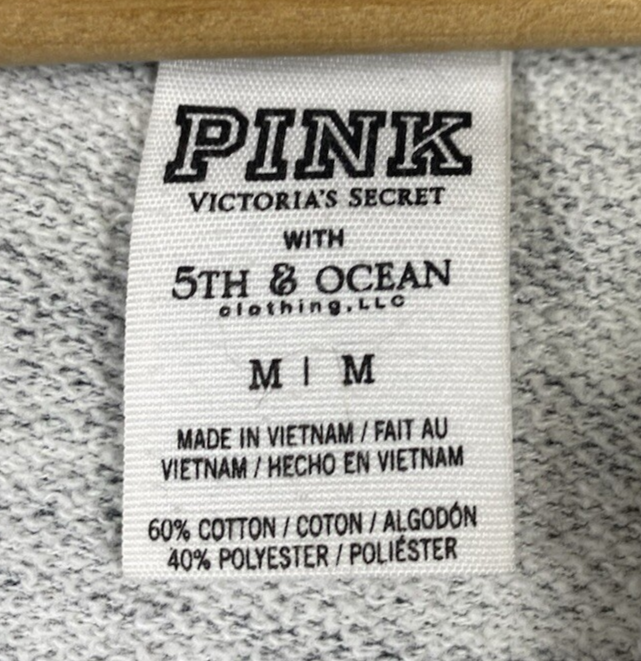 PINK
VICTORIA'S SECRET
WITH
5TH & OCEAN
clothing, LLC
M | M
MADE IN VIETNAM / FAIT AU
VIETNAM / HECHO EN VIETNAM
60% COTTON / COTON / ALGODÓN
40% POLYESTER / POLIÉSTER